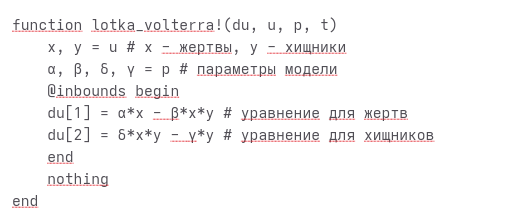 function lotka_volterra!(du, u, p, t)
    x, y = u # x – жертвы, y – хищники
    α, β, δ, γ = p # параметры модели
    @inbounds begin
    du[1] = α*x – β*x*y # уравнение для жертв
    du[2] = δ*x*y – γ*y # уравнение для хищников
    end
    nothing
end